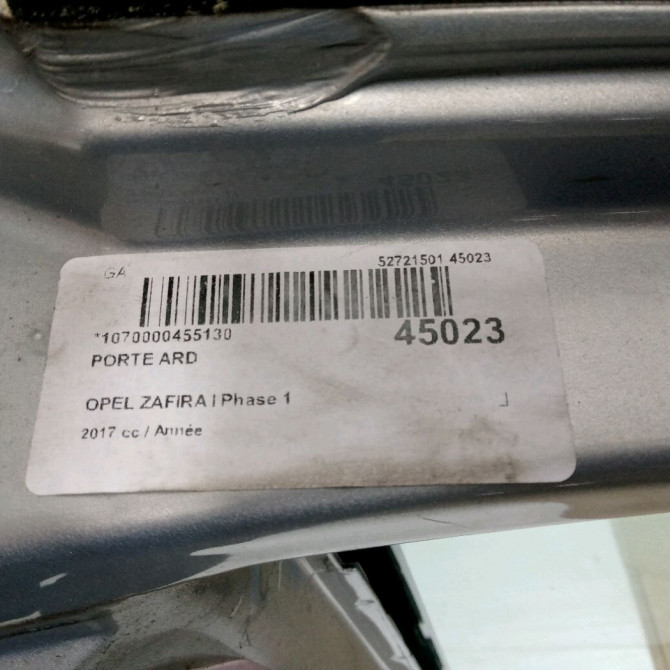 GA
52721501 45023
*1070000455130
45023
PORTE ARD
OPEL ZAFIRA I Phase 1
2017 cc / Année